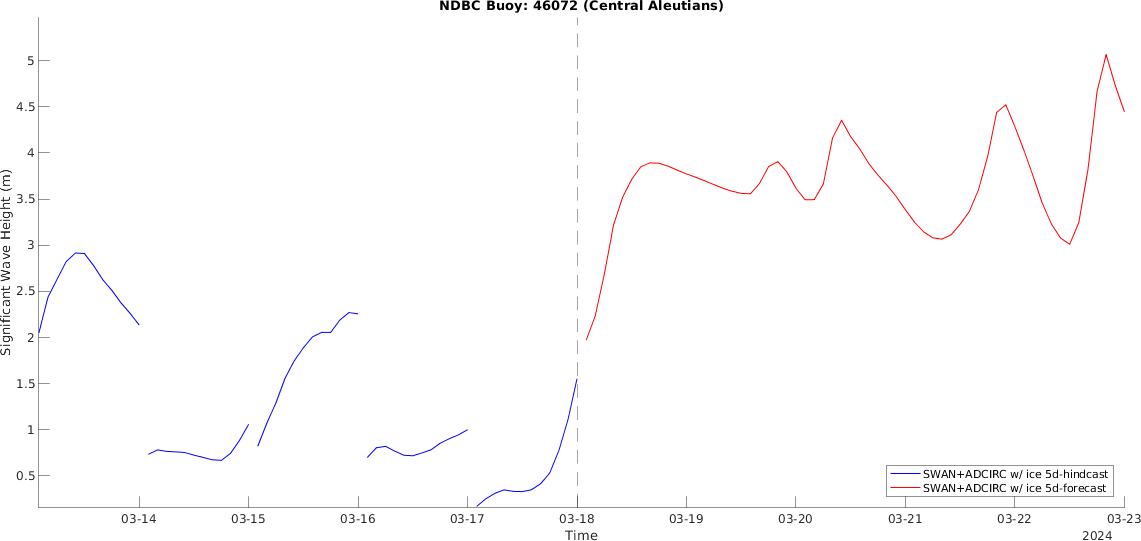 NDBC Buoy: 46072 (Central Aleutians)
5
4.5
4
3.5
3
2.5
2
1.5
1
0.5
Significant Wave Height (m)
SWAN+ADCIRC w/ ice 5d-hindcast
SWAN+ADCIRC w/ ice 5d-forecast
03-14 03-15 03-16 03-17 03-18 03-19 03-20 03-21 03-22 03-23
Time
2024